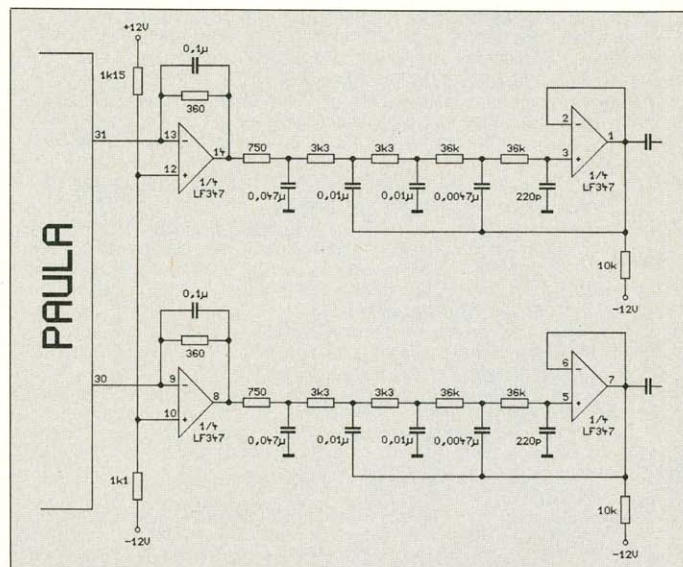 +12V
1k15
0,1µ
360
31
13
12
14
1/4
LF347
750
3k3
3k3
36k
36k
0,047µ
0,01µ
0,01µ
0,0047µ
220p
2
3
1
1/4
LF347
10k
-12V
PAULA
0,1µ
360
30
9
10
8
1/4
LF347
750
3k3
3k3
36k
36k
0,047µ
0,01µ
0,01µ
0,0047µ
220p
6
5
7
1/4
LF347
10k
-12V
1k1
-12V